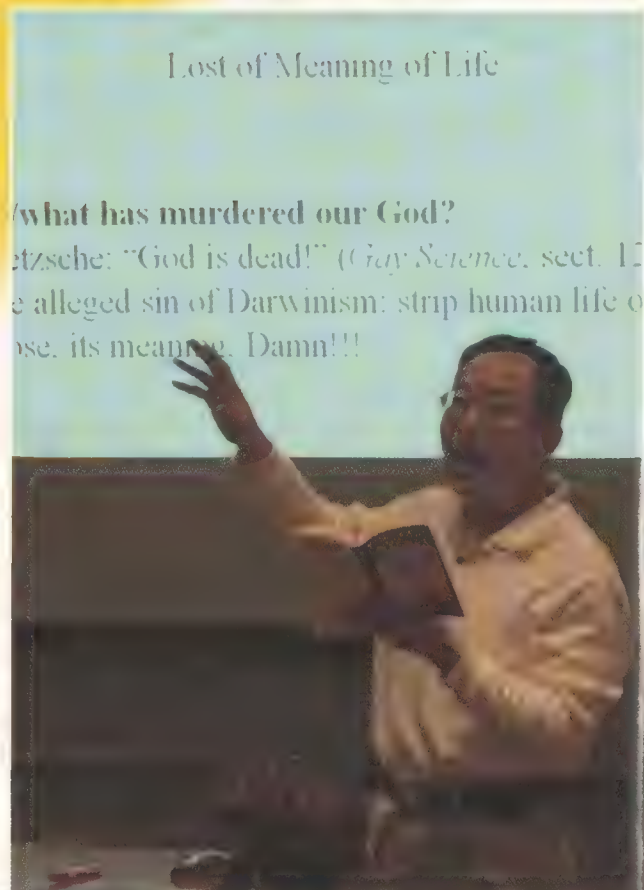 Lost of Meaning of Life
/what has murdered our God?
etzsche: “God is dead!” (Gay Science, sect. 12
e alleged sin of Darwinism: strip human life o
ose, its meaning. Damn!!!